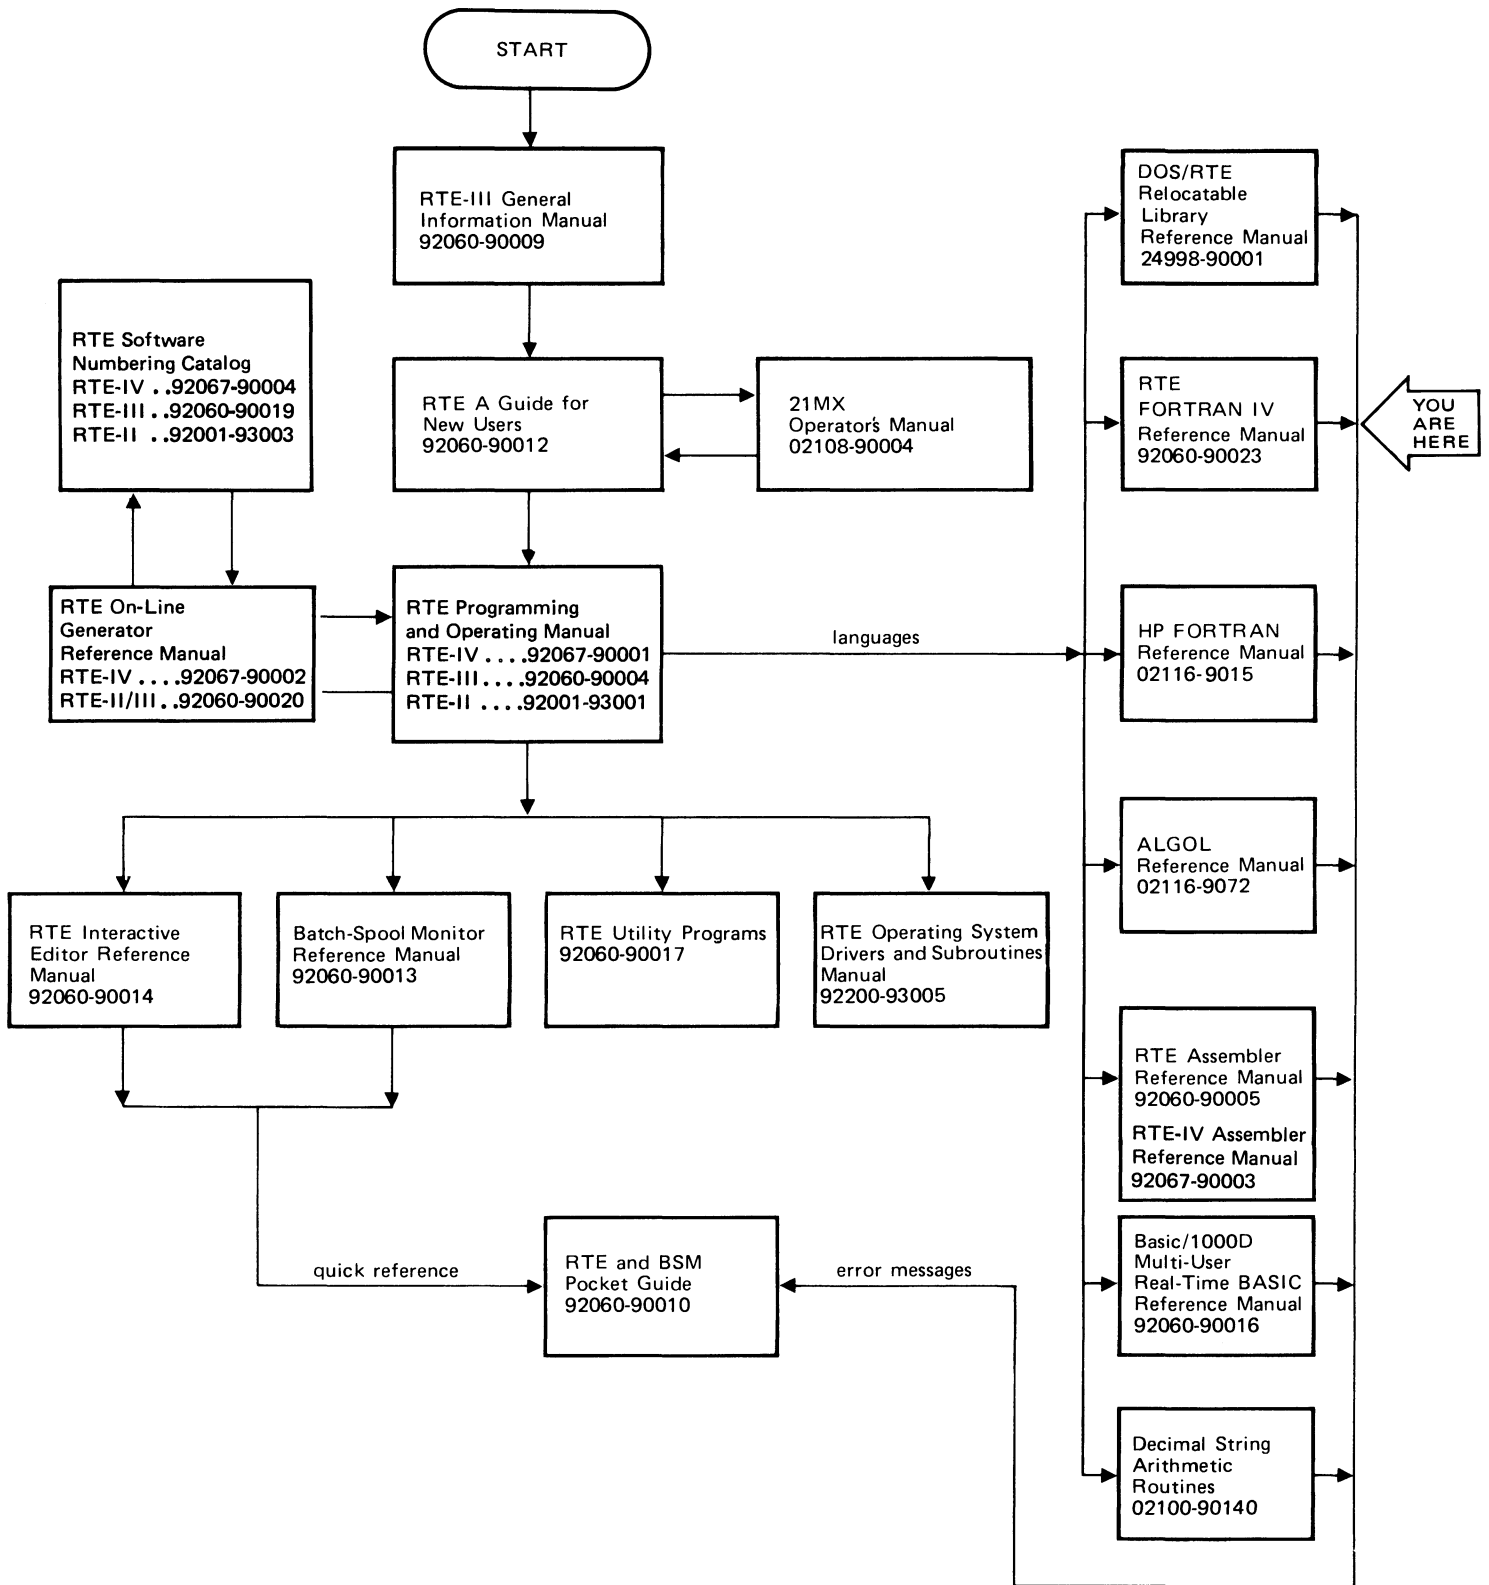 START
RTE-III General
Information Manual
92060-90009
DOS/RTE
Relocatable
Library
Reference Manual
24998-90001
RTE Software
Numbering Catalog
RTE-IV ..92067-90004
RTE-III ..92060-90019
RTE-II ..92001-93003
RTE A Guide for
New Users
92060-90012
21MX
Operator's Manual
02108-90004
RTE
FORTRAN IV
Reference Manual
92060-90023
YOU
ARE
HERE
RTE On-Line
Generator
Reference Manual
RTE-IV ....92067-90002
RTE-II/III..92060-90020
RTE Programming
and Operating Manual
RTE-IV ....92067-90001
RTE-III....92060-90004
RTE-II ....92001-93001
languages
HP FORTRAN
Reference Manual
02116-9015
ALGOL
Reference Manual
02116-9072
RTE Interactive
Editor Reference
Manual
92060-90014
Batch-Spool Monitor
Reference Manual
92060-90013
RTE Utility Programs
92060-90017
RTE Operating System
Drivers and Subroutines
Manual
92200-93005
RTE Assembler
Reference Manual
92060-90005
RTE-IV Assembler
Reference Manual
92067-90003
quick reference
RTE and BSM
Pocket Guide
92060-90010
error messages
Basic/1000D
Multi-User
Real-Time BASIC
Reference Manual
92060-90016
Decimal String
Arithmetic
Routines
02100-90140